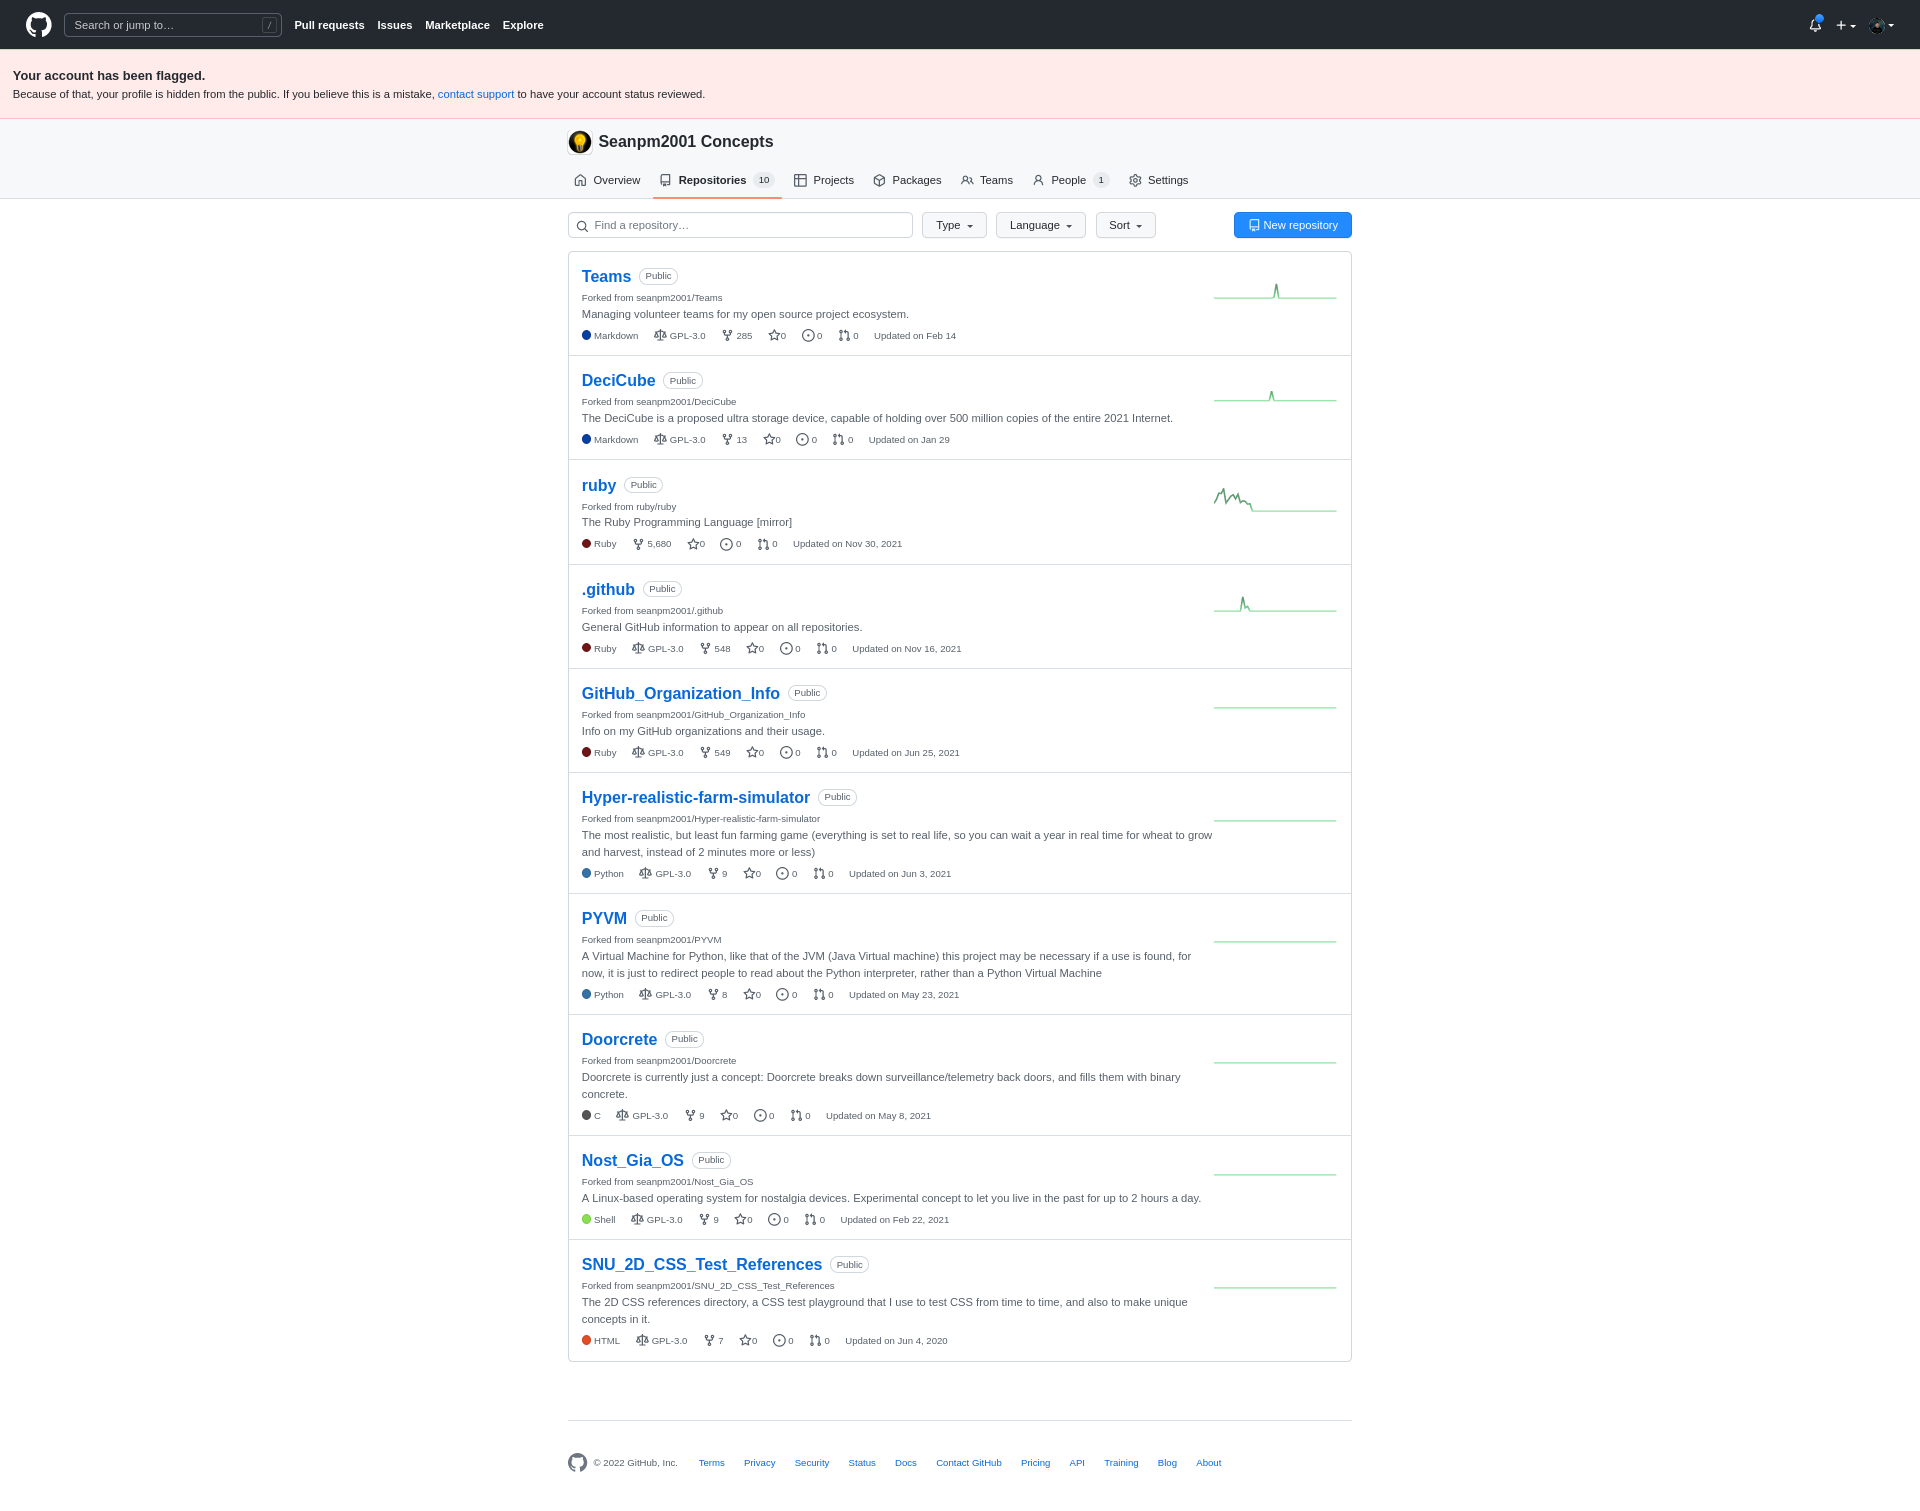 Search or jump to… /
Pull requests Issues Marketplace Explore
Your account has been flagged.
Because of that, your profile is hidden from the public. If you believe this is a mistake, contact support to have your account status reviewed.
Seanpm2001 Concepts
Overview Repositories 10 Projects Packages Teams People 1 Settings
Find a repository… Type Language Sort New repository
Teams Public
Forked from seanpm2001/Teams
Managing volunteer teams for my open source project ecosystem.
Markdown GPL-3.0 285 0 0 0 Updated on Feb 14
DeciCube Public
Forked from seanpm2001/DeciCube
The DeciCube is a proposed ultra storage device, capable of holding over 500 million copies of the entire 2021 Internet.
Markdown GPL-3.0 13 0 0 0 Updated on Jan 29
ruby Public
Forked from ruby/ruby
The Ruby Programming Language [mirror]
Ruby 5,680 0 0 0 Updated on Nov 30, 2021
.github Public
Forked from seanpm2001/.github
General GitHub information to appear on all repositories.
Ruby GPL-3.0 548 0 0 0 Updated on Nov 16, 2021
GitHub_Organization_Info Public
Forked from seanpm2001/GitHub_Organization_Info
Info on my GitHub organizations and their usage.
Ruby GPL-3.0 549 0 0 0 Updated on Jun 25, 2021
Hyper-realistic-farm-simulator Public
Forked from seanpm2001/Hyper-realistic-farm-simulator
The most realistic, but least fun farming game (everything is set to real life, so you can wait a year in real time for wheat to grow
and harvest, instead of 2 minutes more or less)
Python GPL-3.0 9 0 0 0 Updated on Jun 3, 2021
PYVM Public
Forked from seanpm2001/PYVM
A Virtual Machine for Python, like that of the JVM (Java Virtual machine) this project may be necessary if a use is found, for
now, it is just to redirect people to read about the Python interpreter, rather than a Python Virtual Machine
Python GPL-3.0 8 0 0 0 Updated on May 23, 2021
Doorcrete Public
Forked from seanpm2001/Doorcrete
Doorcrete is currently just a concept: Doorcrete breaks down surveillance/telemetry back doors, and fills them with binary
concrete.
C GPL-3.0 9 0 0 0 Updated on May 8, 2021
Nost_Gia_OS Public
Forked from seanpm2001/Nost_Gia_OS
A Linux-based operating system for nostalgia devices. Experimental concept to let you live in the past for up to 2 hours a day.
Shell GPL-3.0 9 0 0 0 Updated on Feb 22, 2021
SNU_2D_CSS_Test_References Public
Forked from seanpm2001/SNU_2D_CSS_Test_References
The 2D CSS references directory, a CSS test playground that I use to test CSS from time to time, and also to make unique
concepts in it.
HTML GPL-3.0 7 0 0 0 Updated on Jun 4, 2020
© 2022 GitHub, Inc. Terms Privacy Security Status Docs Contact GitHub Pricing API Training Blog About